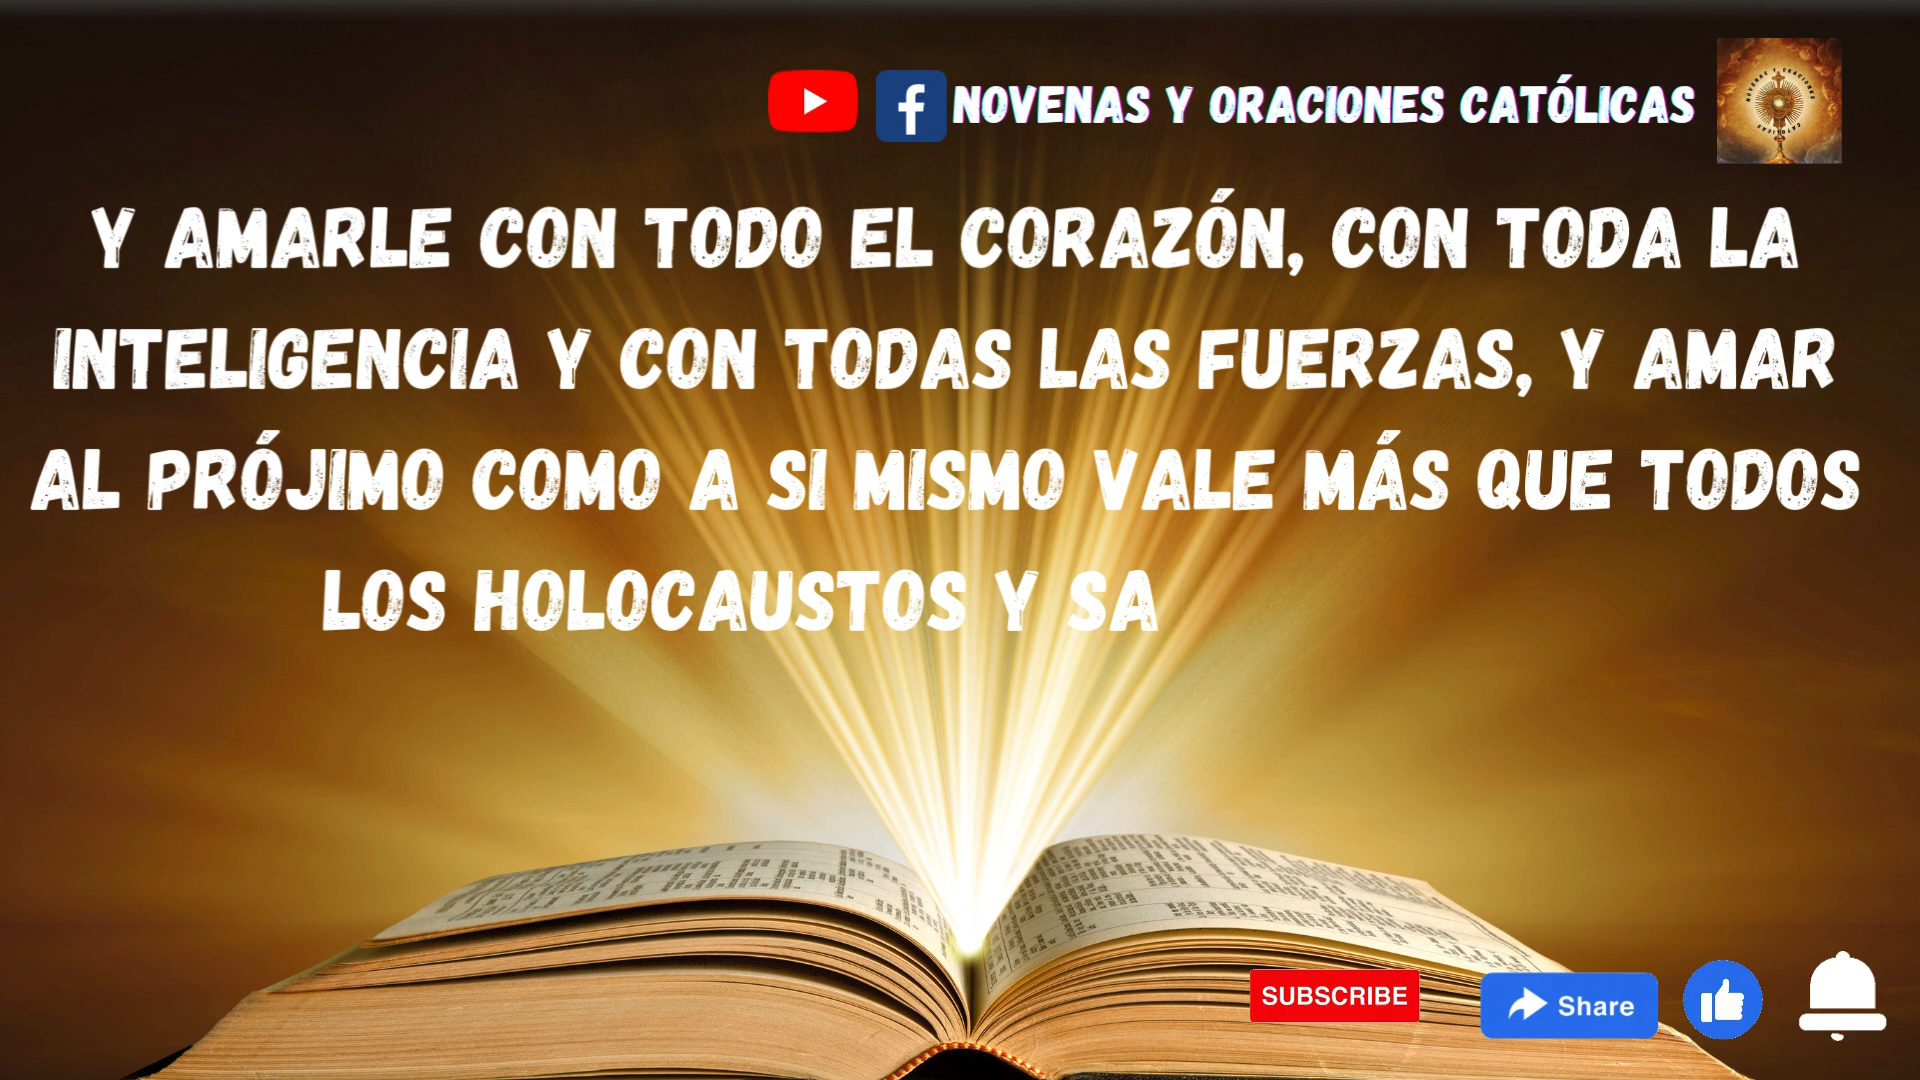 NOVENAS Y ORACIONES CATÓLICAS
Y AMARLE CON TODO EL CORAZÓN, CON TODA LA
INTELIGENCIA Y CON TODAS LAS FUERZAS, Y AMAR
AL PRÓJIMO COMO A SI MISMO VALE MÁS QUE TODOS
LOS HOLOCAUSTOS Y SA
SUBSCRIBE
Share